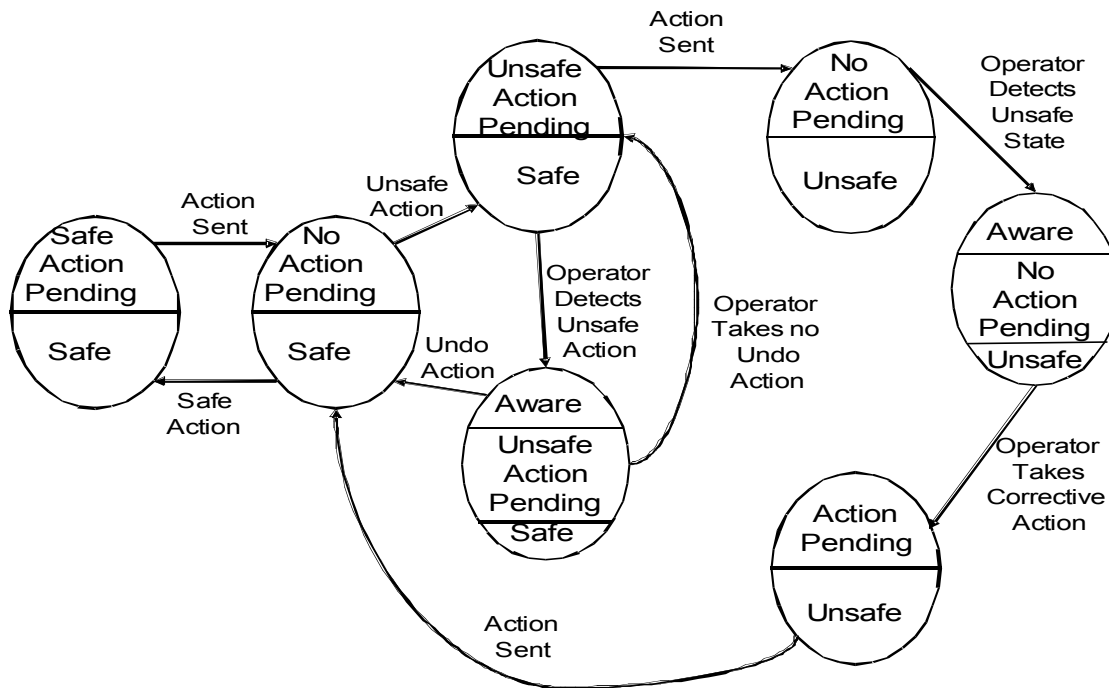 Action
Sent
Unsafe
Action
Pending
Safe
No
Action
Pending
Unsafe
Operator
Detects
Unsafe
State
Unsafe
Action
Action
Sent
Safe
Action
Pending
Safe
No
Action
Pending
Safe
Safe
Action
Undo
Action
Operator
Detects
Unsafe
Action
Operator
Takes no
Undo
Action
Aware
No
Action
Pending
Unsafe
Aware
Unsafe
Action
Pending
Safe
Operator
Takes
Corrective
Action
Action
Pending
Unsafe
Action
Sent